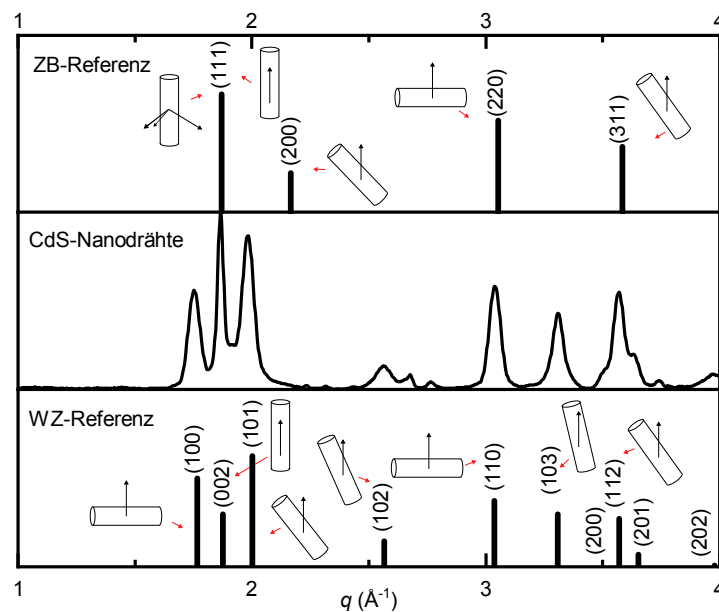 1 2 3 4
ZB-Referenz
(111)
(200)
(220)
(311)
CdS-Nanodrähte
WZ-Referenz
(100)
(002)
(101)
(102)
(110)
(103)
(200)
(112)
(201)
(202)
1 2 3 4
q (Å⁻¹)